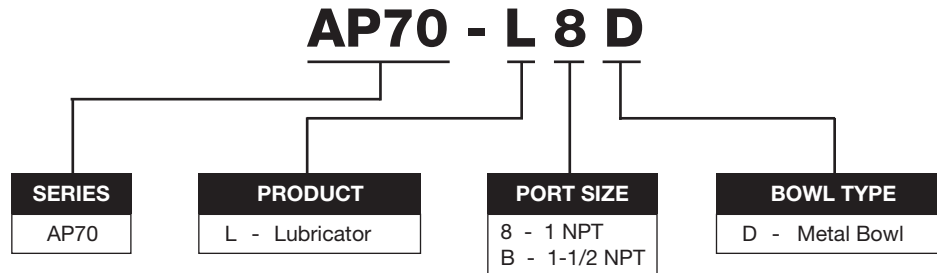 AP70 - L 8 D
SERIES
AP70
PRODUCT
L - Lubricator
PORT SIZE
8 - 1 NPT
B - 1-1/2 NPT
BOWL TYPE
D - Metal Bowl